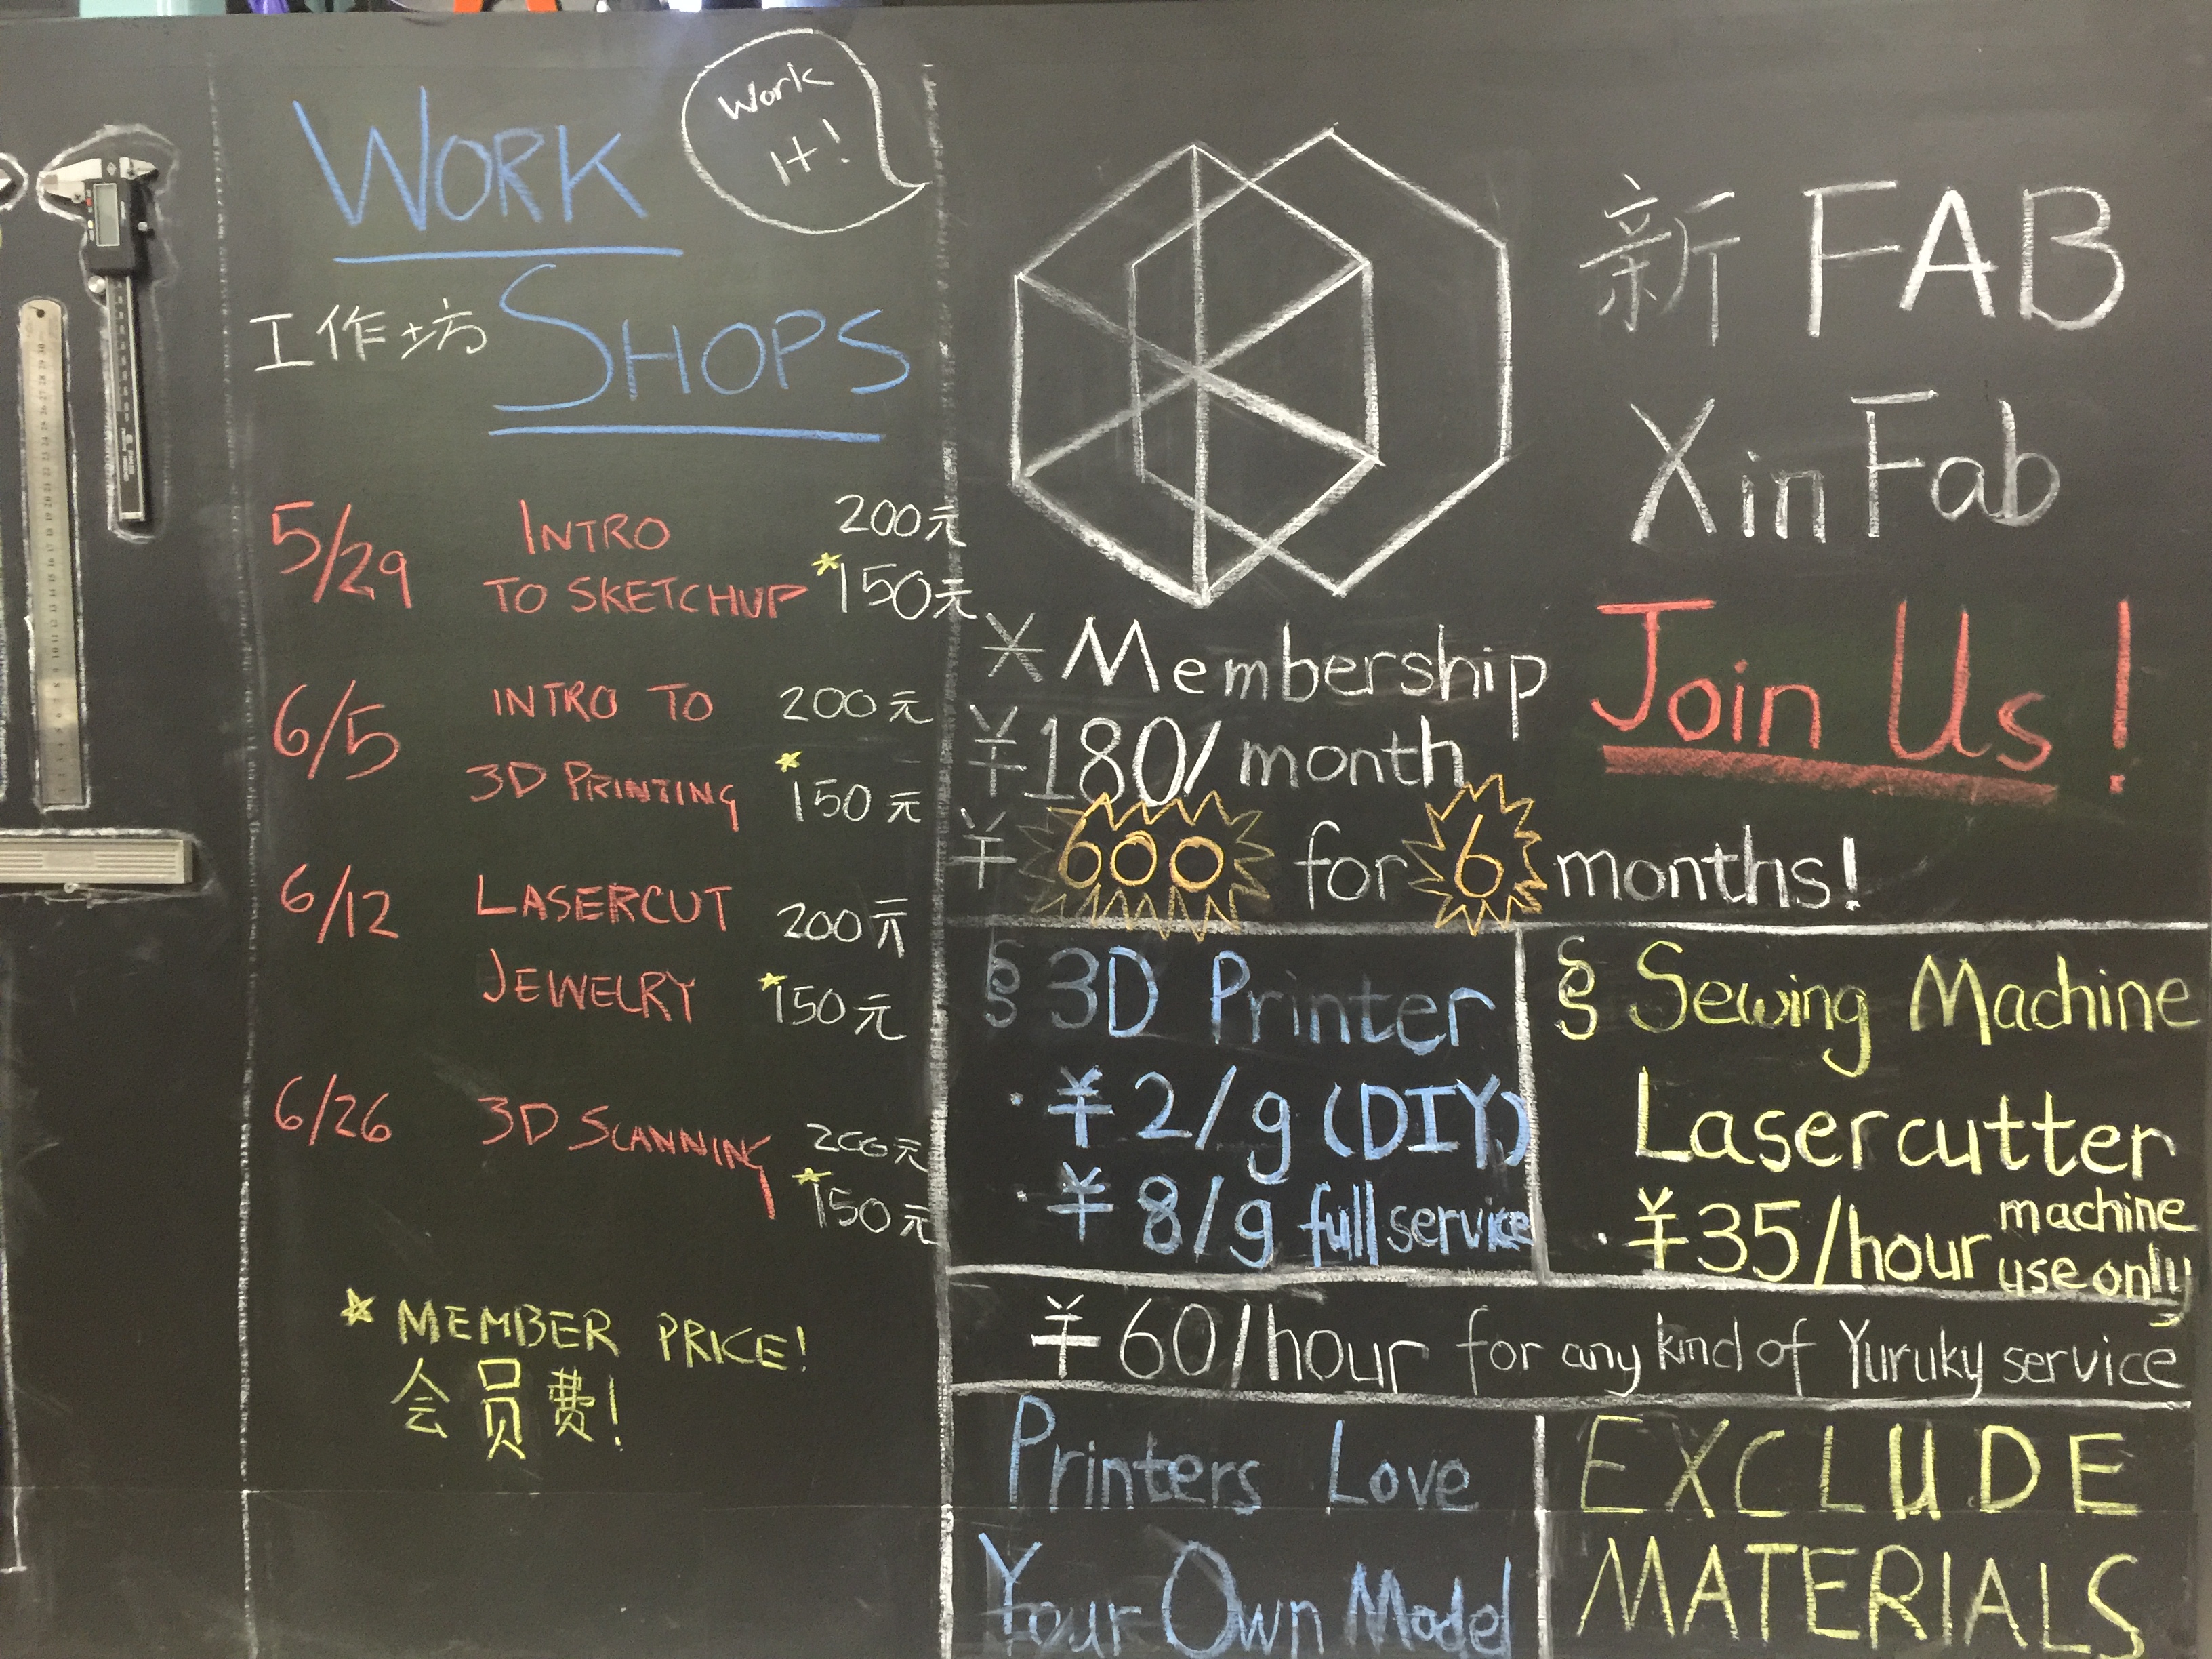 WORK
Work
It!
工作坊 SHOPS
5/29 INTRO 200元
TO SKETCHUP *150元
6/5 INTRO TO 200元
3D PRINTING *150元
6/12 LASERCUT 200元
JEWELRY *150元
6/26 3D SCANNING 200元
*150元
* MEMBER PRICE!
会员费!
新 FAB
XinFab
Join Us!
* Membership
¥180/month
¥ 600 for 6 months!
§ 3D Printer
· ¥2/g (DIY)
· ¥8/g full service
§ Sewing Machine
Lasercutter
· ¥35/hour machine
use only
¥60/hour for any kind of Yuruky service
Printers Love
Your Own Model
EXCLUDE
MATERIALS